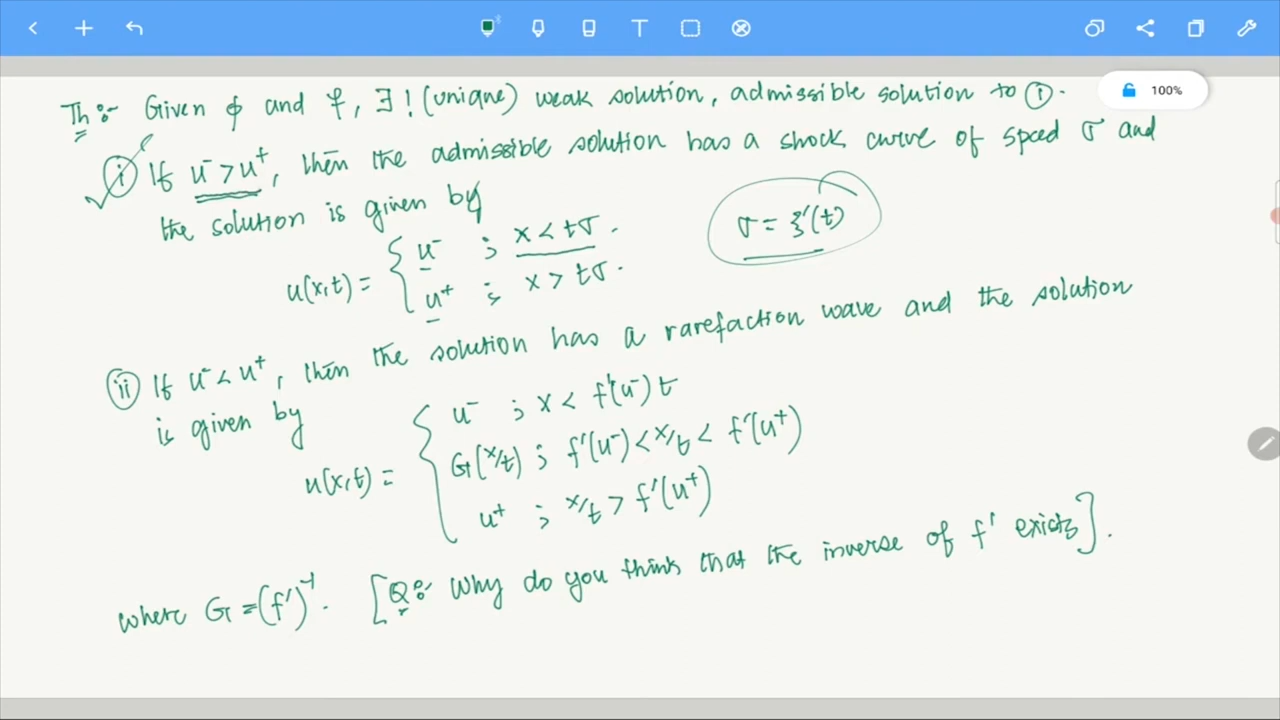 100%
Th :- Given ϕ and f, ∃! (unique) weak solution, admissible solution to ①.
ⓘ If u⁻ > u⁺, then the admissible solution has a shock curve of speed σ and
the solution is given by
σ = ξ'(t)
u(x,t) = { u⁻ ; x < tσ.
u⁺ ; x > tσ.
ⓘⓘ If u⁻ < u⁺, then the solution has a rarefaction wave and the solution
is given by
u(x,t) = { u⁻ ; x < f'(u⁻)t
G(x/t) ; f'(u⁻) < x/t < f'(u⁺)
u⁺ ; x/t > f'(u⁺)
where G = (f')⁻¹. [Q:- Why do you think that the inverse of f' exists].